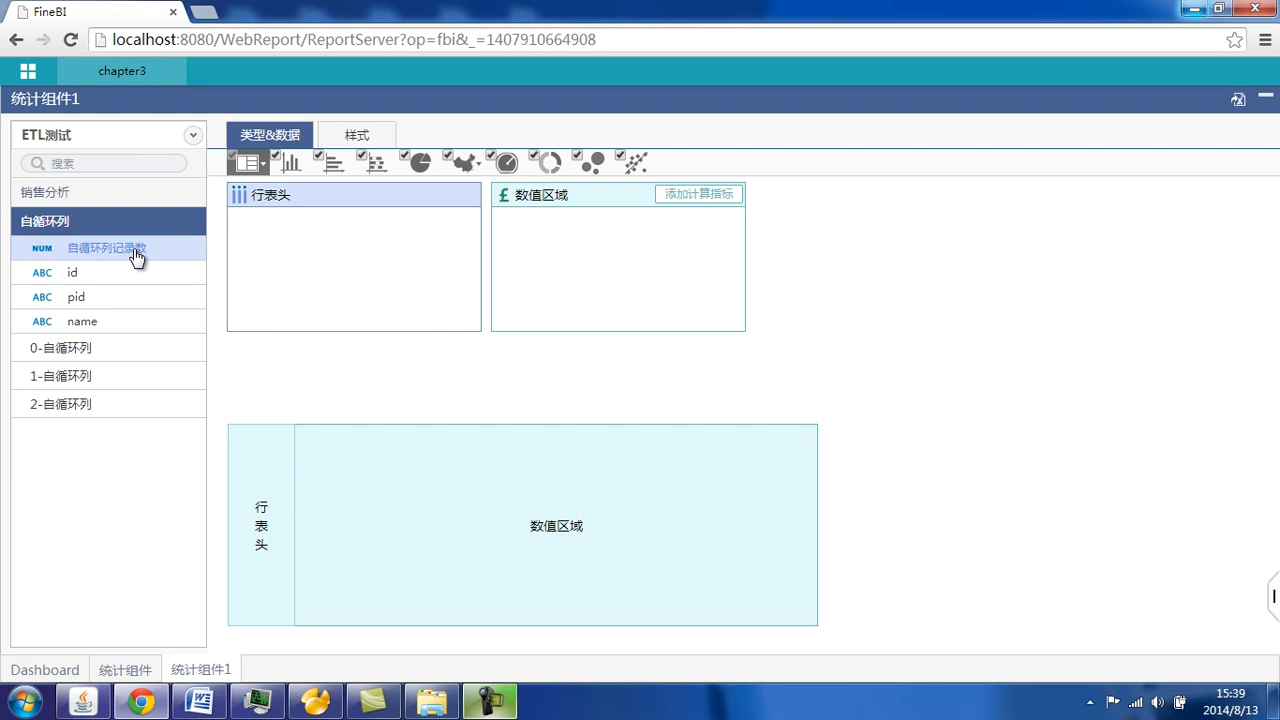 FineBI
localhost:8080/WebReport/ReportServer?op=fbi&_=1407910664908
chapter3
统计组件1
ETL测试
搜索
销售分析
自循环列
NUM 自循环列记录数
ABC id
ABC pid
ABC name
0-自循环列
1-自循环列
2-自循环列
类型&数据 样式
行表头
£ 数值区域 添加计算指标
行表头
数值区域
Dashboard 统计组件 统计组件1
15:39
2014/8/13